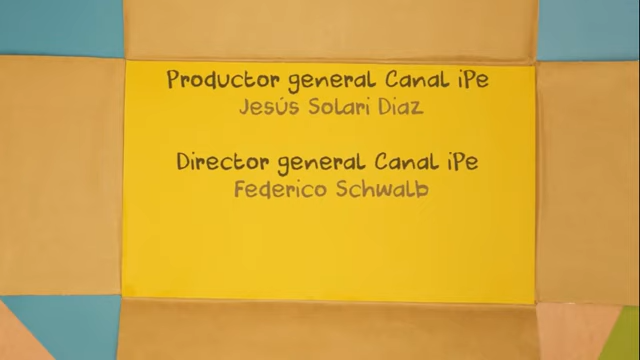 Productor general Canal iPe
Jesús Solari Diaz
Director general Canal iPe
Federico Schwalb